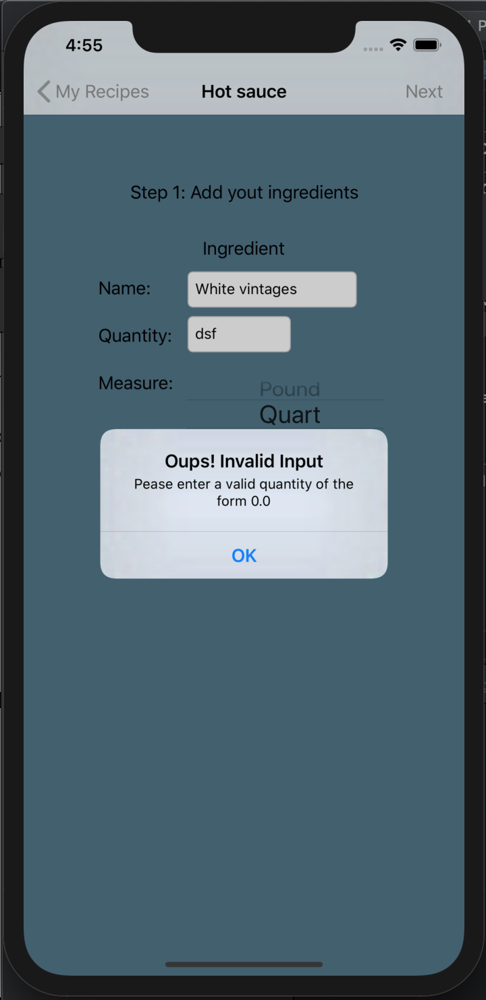 4:55
My Recipes Hot sauce Next
Step 1: Add yout ingredients
Ingredient
Name: White vintages
Quantity: dsf
Measure:
Pound
Quart
Oups! Invalid Input
Pease enter a valid quantity of the
form 0.0
OK